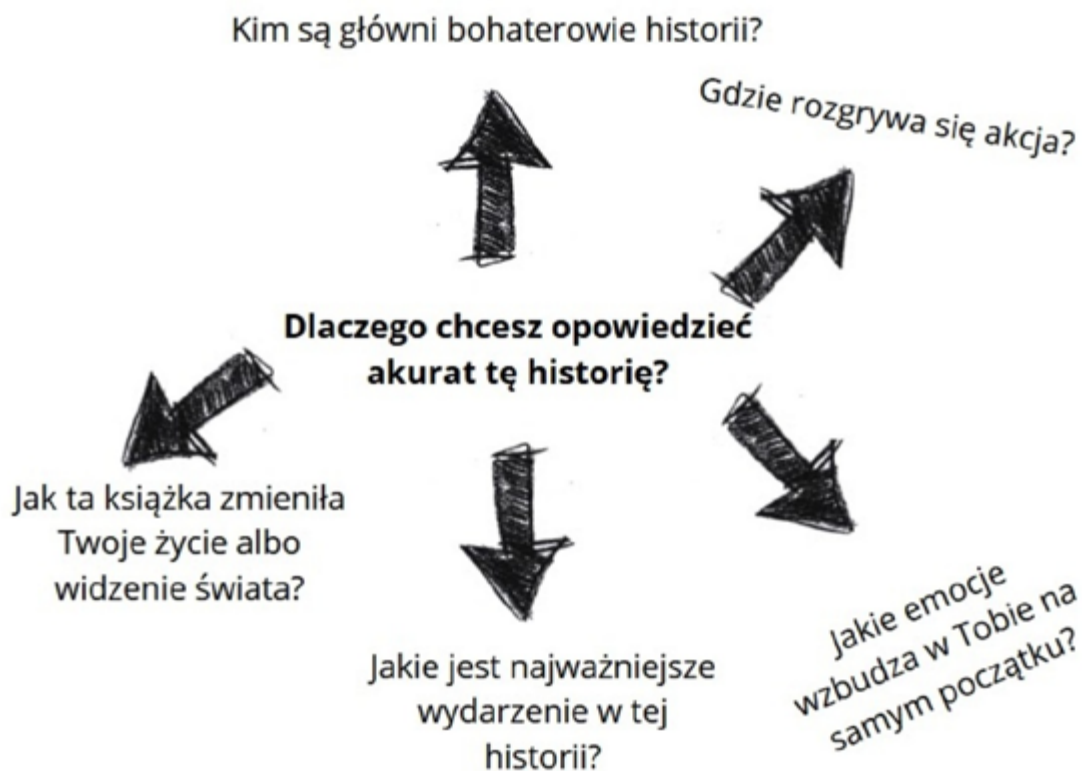 Kim są główni bohaterowie historii?
Gdzie rozgrywa się akcja?
Dlaczego chcesz opowiedzieć
akurat tę historię?
Jak ta książka zmieniła
Twoje życie albo
widzenie świata?
Jakie jest najważniejsze
wydarzenie w tej
historii?
Jakie emocje
wzbudza w Tobie na
samym początku?